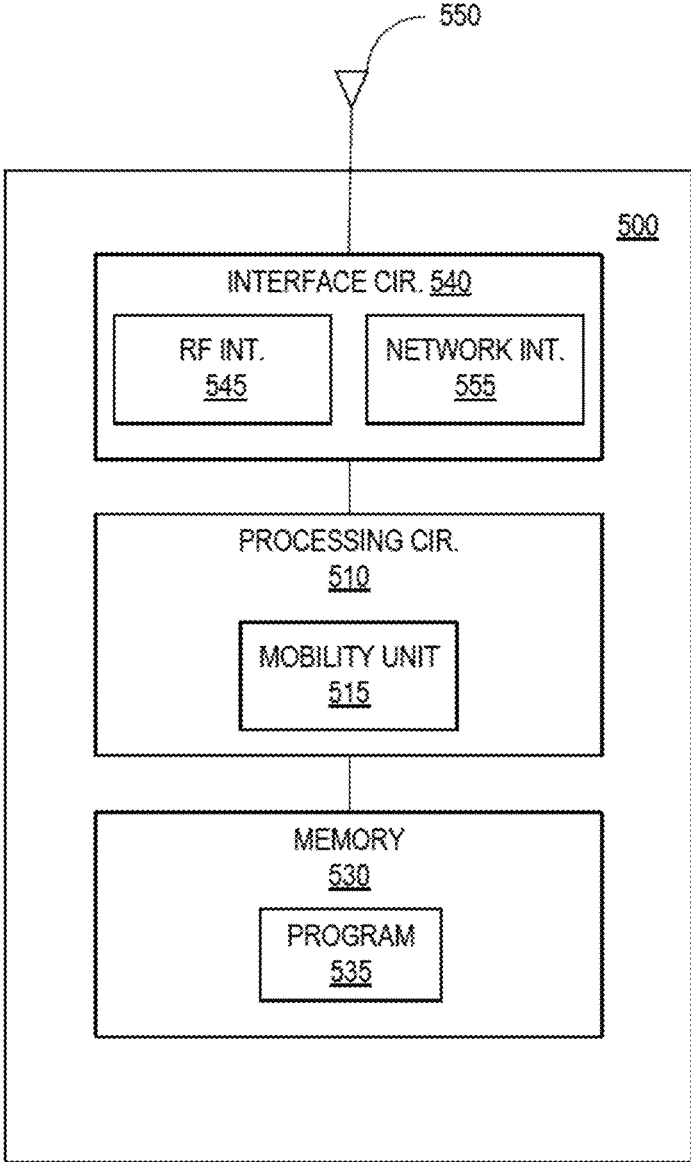 550
500
INTERFACE CIR. 540
RF INT.
545
NETWORK INT.
555
PROCESSING CIR.
510
MOBILITY UNIT
515
MEMORY
530
PROGRAM
535